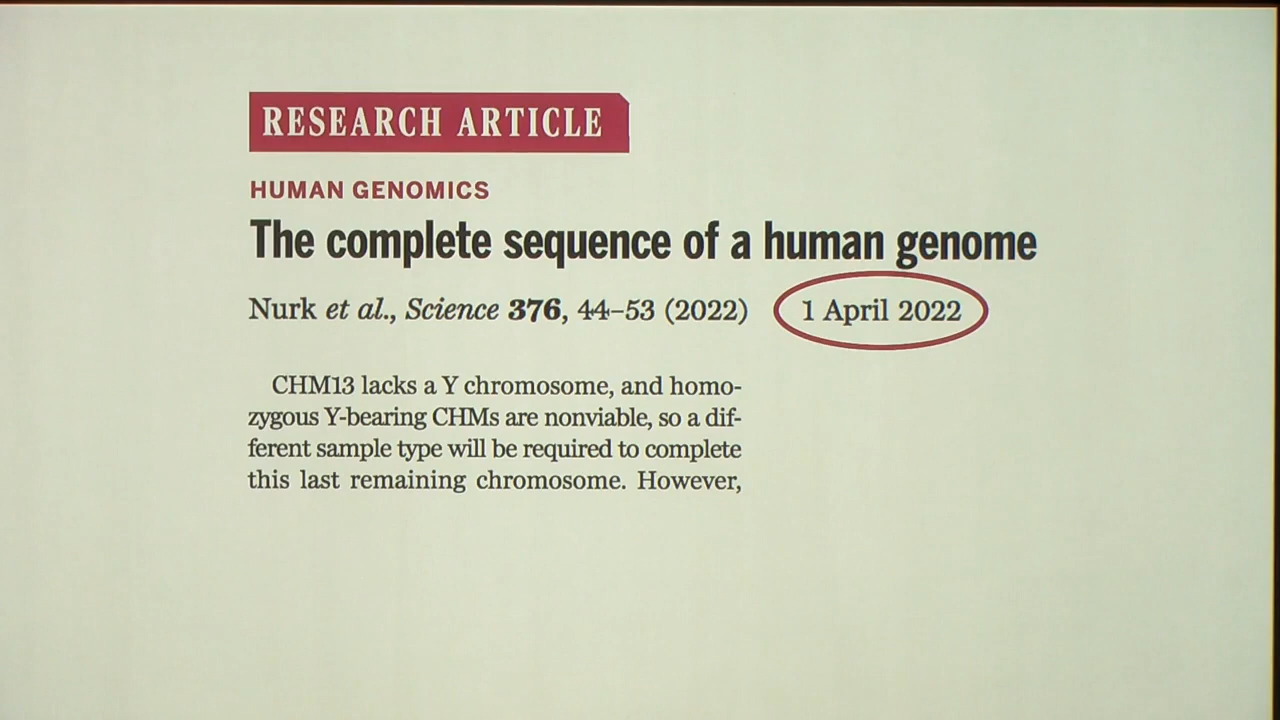 RESEARCH ARTICLE
HUMAN GENOMICS
The complete sequence of a human genome
Nurk et al., Science 376, 44–53 (2022) 1 April 2022
CHM13 lacks a Y chromosome, and homo-
zygous Y-bearing CHMs are nonviable, so a dif-
ferent sample type will be required to complete
this last remaining chromosome. However,